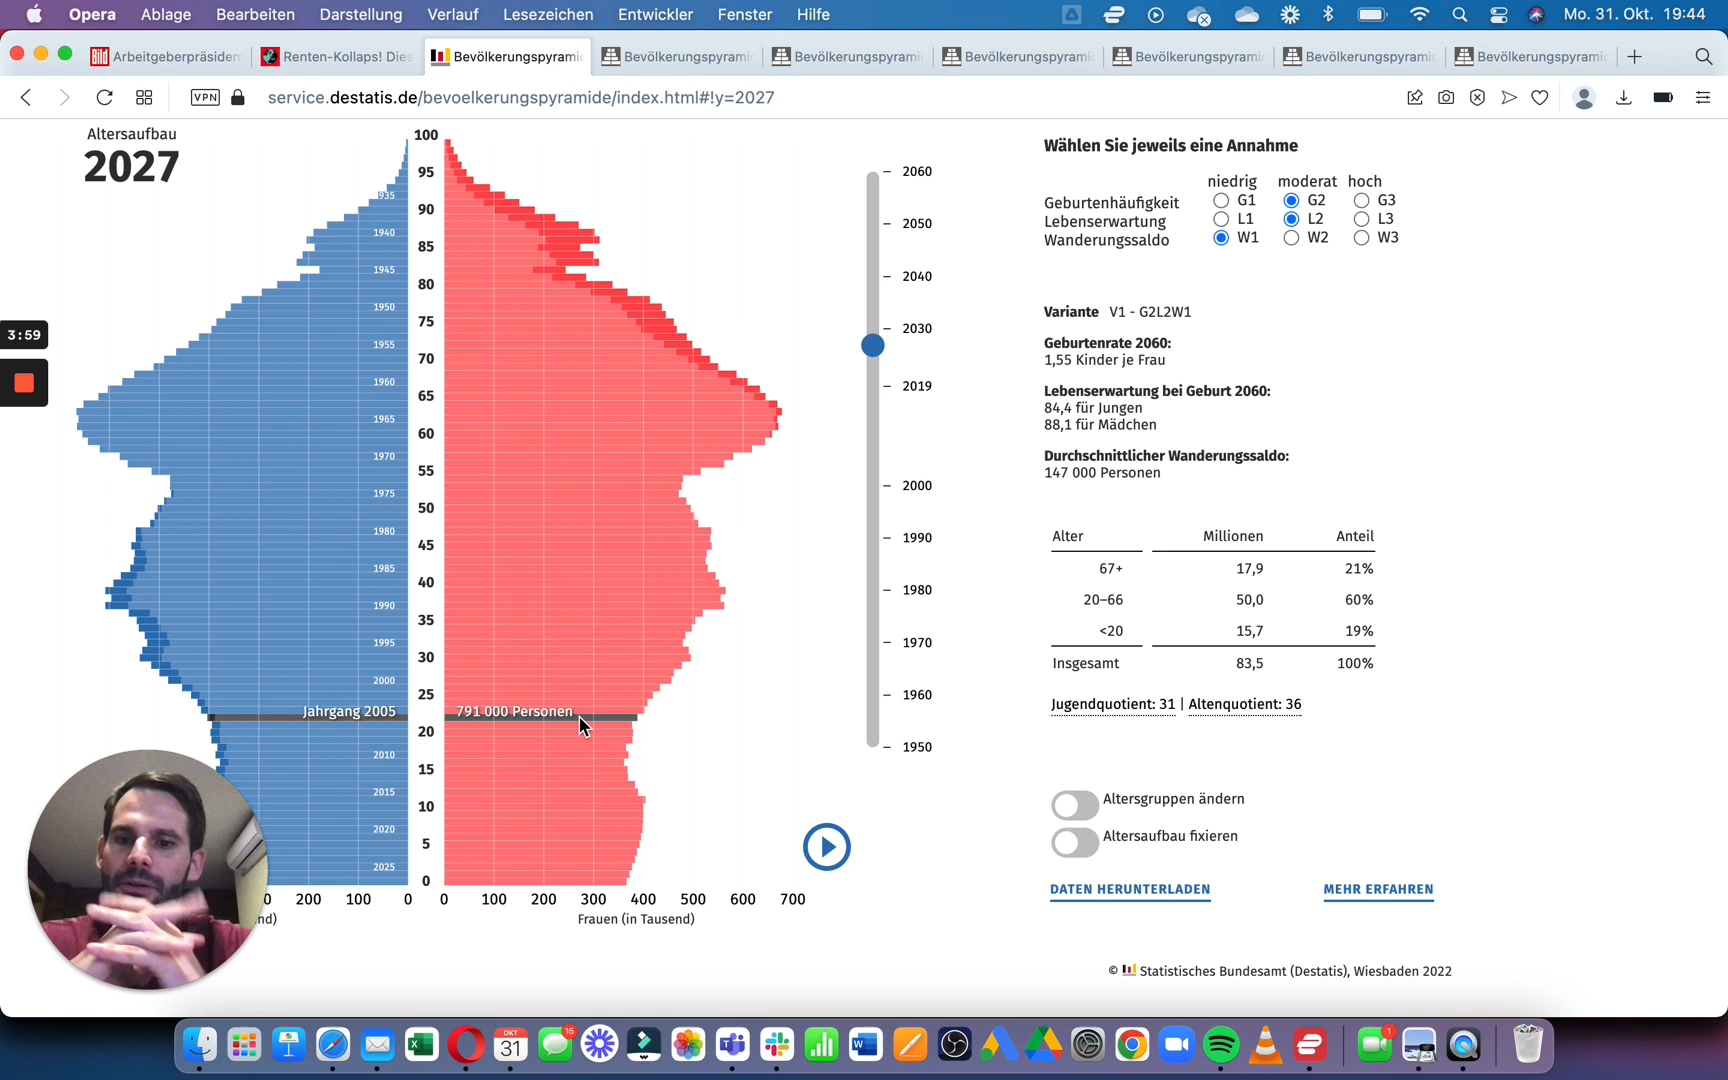 Opera Ablage Bearbeiten Darstellung Verlauf Lesezeichen Entwickler Fenster Hilfe Mo. 31. Okt. 19:44
Bild Arbeitgeberpräsiden Renten-Kollaps! Dies Bevölkerungspyrami Bevölkerungspyrami Bevölkerungspyrami Bevölkerungspyrami Bevölkerungspyrami Bevölkerungspyrami Bevölkerungspyrami
VPN service.destatis.de/bevoelkerungspyramide/index.html#!y=2027
Altersaufbau
2027
100
95
90
85
80
75
70
65
60
55
50
45
40
35
30
25
20
15
10
5
0
935
1940
1945
1950
1955
1960
1965
1970
1975
1980
1985
1990
1995
2000
Jahrgang 2005 791 000 Personen
2010
2015
2020
2025
0 200 100 0 0 100 200 300 400 500 600 700
nd) Frauen (in Tausend)
3:59
2060
2050
2040
2030
2019
2000
1990
1980
1970
1960
1950
Wählen Sie jeweils eine Annahme
niedrig moderat hoch
Geburtenhäufigkeit G1 G2 G3
Lebenserwartung L1 L2 L3
Wanderungssaldo W1 W2 W3
Variante V1 - G2L2W1
Geburtenrate 2060:
1,55 Kinder je Frau
Lebenserwartung bei Geburt 2060:
84,4 für Jungen
88,1 für Mädchen
Durchschnittlicher Wanderungssaldo:
147 000 Personen
Alter Millionen Anteil
67+ 17,9 21%
20–66 50,0 60%
<20 15,7 19%
Insgesamt 83,5 100%
Jugendquotient: 31 | Altenquotient: 36
Altersgruppen ändern
Altersaufbau fixieren
DATEN HERUNTERLADEN MEHR ERFAHREN
© Statistisches Bundesamt (Destatis), Wiesbaden 2022
OKT
31
15
1